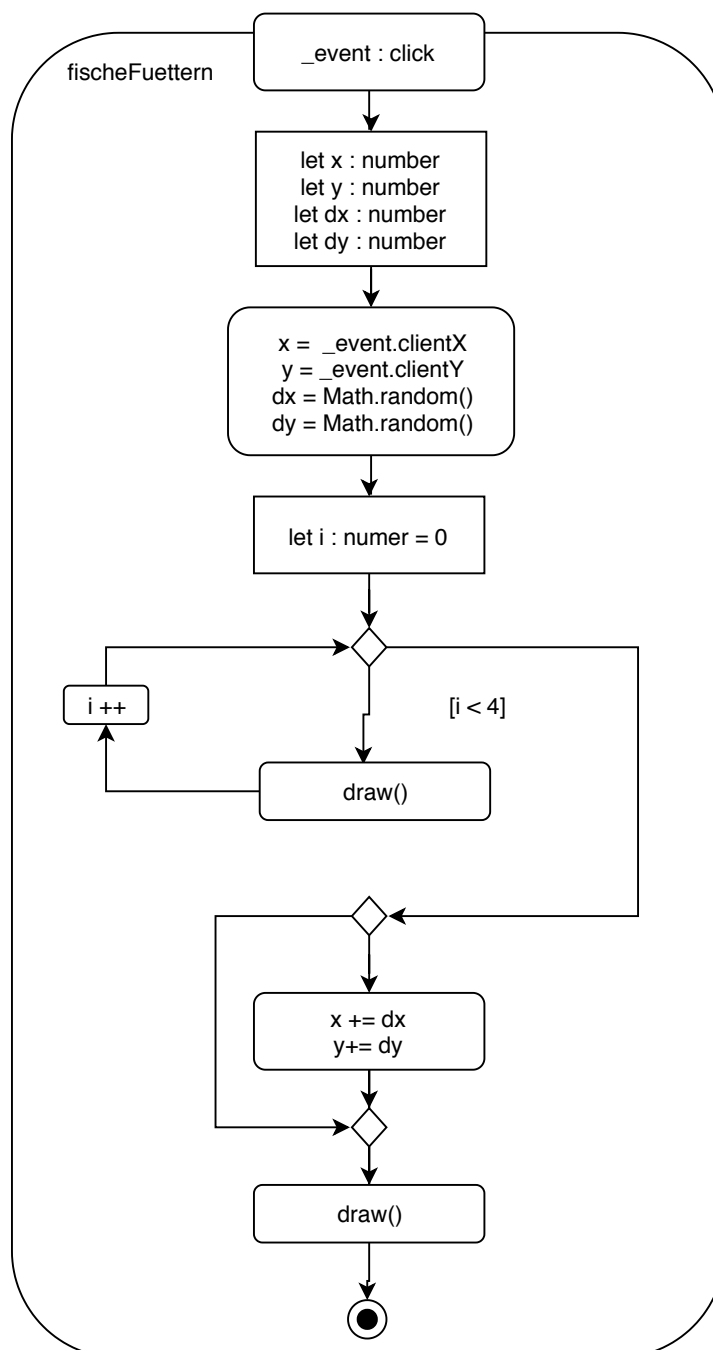 _event : click
fischeFuettern
let x : number
let y : number
let dx : number
let dy : number
x =  _event.clientX
y = _event.clientY
dx = Math.random()
dy = Math.random()
let i : numer = 0
i ++
[i < 4]
draw()
x += dx
y+= dy
draw()